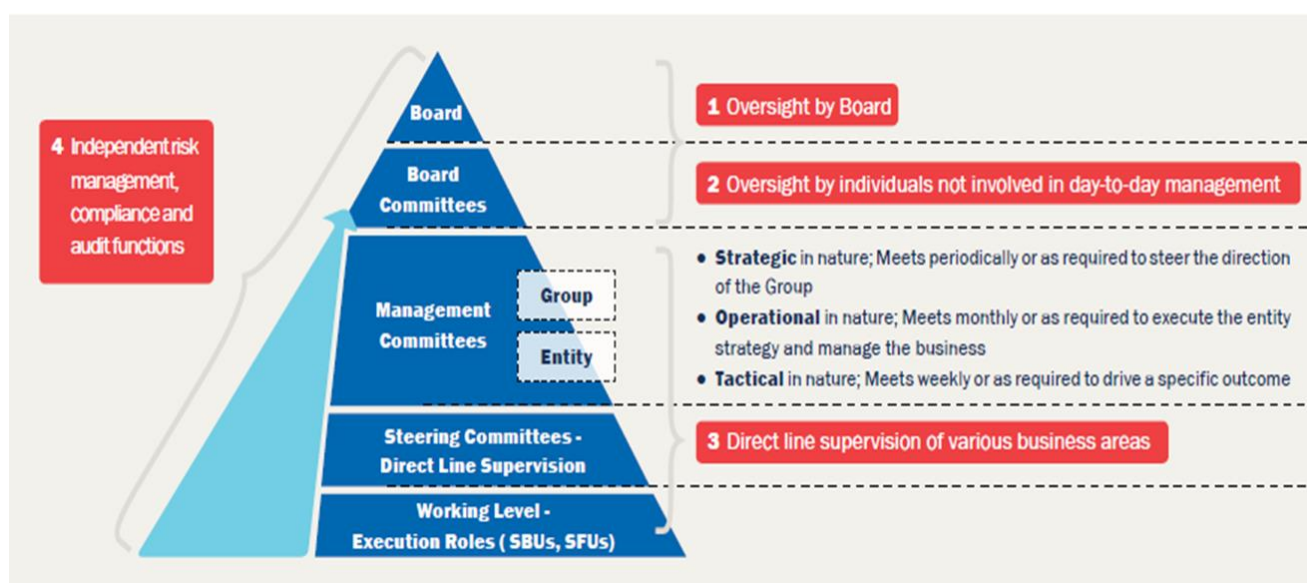 4 Independent risk
management,
compliance and
audit functions
Board
Board
Committees
Management
Committees
Group
Entity
Steering Committees -
Direct Line Supervision
Working Level -
Execution Roles ( SBUs, SFUs)
1 Oversight by Board
2 Oversight by individuals not involved in day-to-day management
• Strategic in nature; Meets periodically or as required to steer the direction
of the Group
• Operational in nature; Meets monthly or as required to execute the entity
strategy and manage the business
• Tactical in nature; Meets weekly or as required to drive a specific outcome
3 Direct line supervision of various business areas